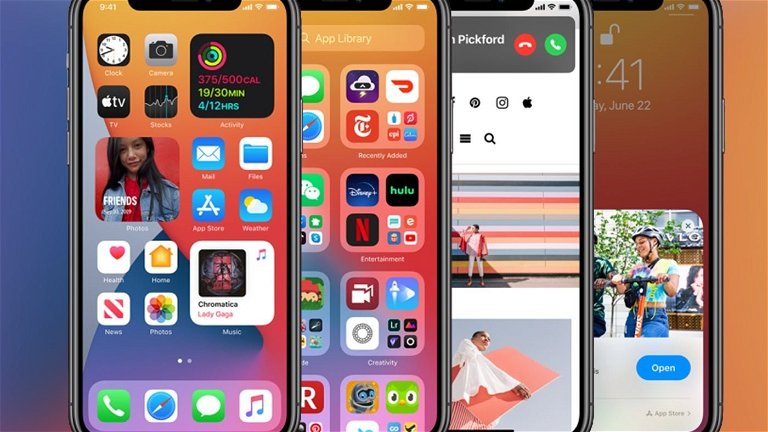 9:41
Clock
Camera
375/500CAL
19/30MIN
4/12HRS
tv
TV
Stocks
Activity
FRIENDS
Photos
Mail
Files
App Store
Weather
Health
Home
Chromatica
Lady Gaga
News
Photos
Music
App Library
Recently Added
Disney+
hulu
N
Entertainment
Creativity
R
Pickford
:41
ay, June 22
Open
App Store >